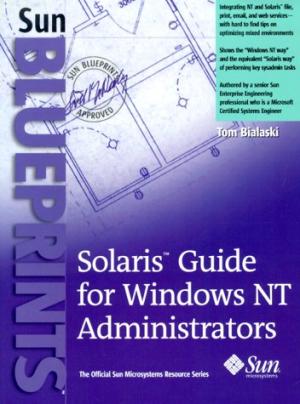 Sun
BLUEPRINTS™
Integrating NT and Solaris™ file,
print, email, and web services—
with hard to find tips on
optimizing mixed environments
Shows the "Windows NT way"
and the equivalent "Solaris way"
of performing key sysadmin tasks
Authored by a senior Sun
Enterprise Engineering
professional who is a Microsoft
Certified Systems Engineer
SUN BLUEPRINT
APPROVED
Tom Bialaski
Solaris™ Guide
for Windows NT
Administrators
The Official Sun Microsystems Resource Series
Sun
microsystems